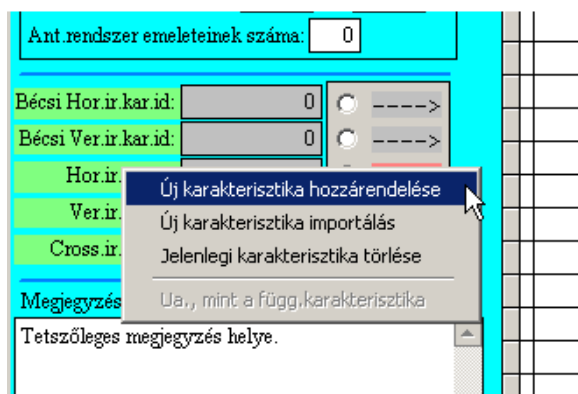 Ant.rendszer emeleteinek száma: 0
Bécsi Hor.ir.kar.id: 0 ---->
Bécsi Ver.ir.kar.id: 0 ---->
Hor.ir.
Ver.ir.
Cross.ir.
Új karakterisztika hozzárendelése
Új karakterisztika importálás
Jelenlegi karakterisztika törlése
Ua., mint a függ.karakterisztika
Megjegyzés
Tetszőleges megjegyzés helye.